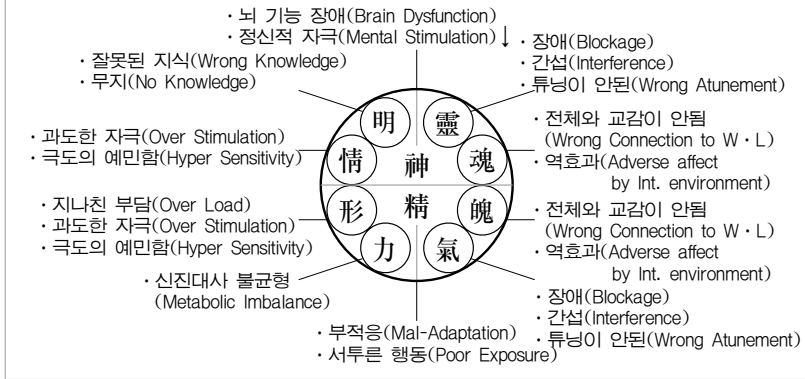 · 뇌 기능 장애(Brain Dysfunction)
· 정신적 자극(Mental Stimulation)↓
· 잘못된 지식(Wrong Knowledge)
· 무지(No Knowledge)
· 장애(Blockage)
· 간섭(Interference)
· 튜닝이 안된(Wrong Atunement)
· 과도한 자극(Over Stimulation)
· 극도의 예민함(Hyper Sensitivity)
· 전체와 교감이 안됨
(Wrong Connection to W · L)
· 역효과(Adverse affect
by Int. environment)
明 靈
情 神 魂
形 精 魄
力 氣
· 지나친 부담(Over Load)
· 과도한 자극(Over Stimulation)
· 극도의 예민함(Hyper Sensitivity)
· 전체와 교감이 안됨
(Wrong Connection to W · L)
· 역효과(Adverse affect
by Int. environment)
· 신진대사 불균형
(Metabolic Imbalance)
· 장애(Blockage)
· 간섭(Interference)
· 튜닝이 안된(Wrong Atunement)
· 부적응(Mal-Adaptation)
· 서투른 행동(Poor Exposure)